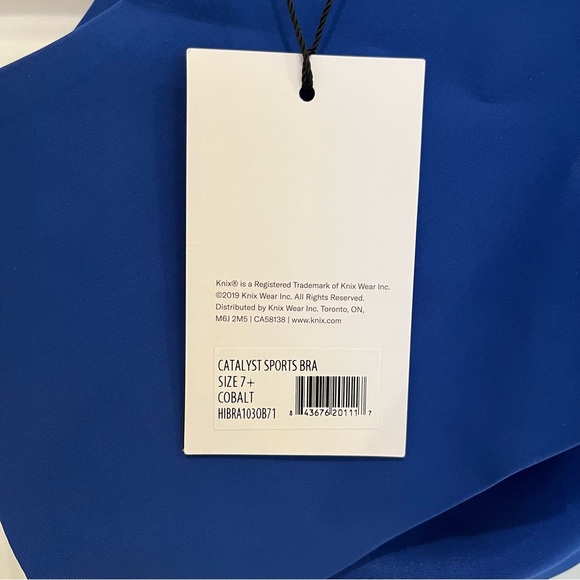 Knix® is a Registered Trademark of Knix Wear Inc.
©2019 Knix Wear Inc. All Rights Reserved.
Distributed by Knix Wear Inc. Toronto, ON,
M6J 2M5 | CA58138 | www.knix.com
CATALYST SPORTS BRA
SIZE 7+
COBALT
HIBRA1030B71
8 43676 20111 7